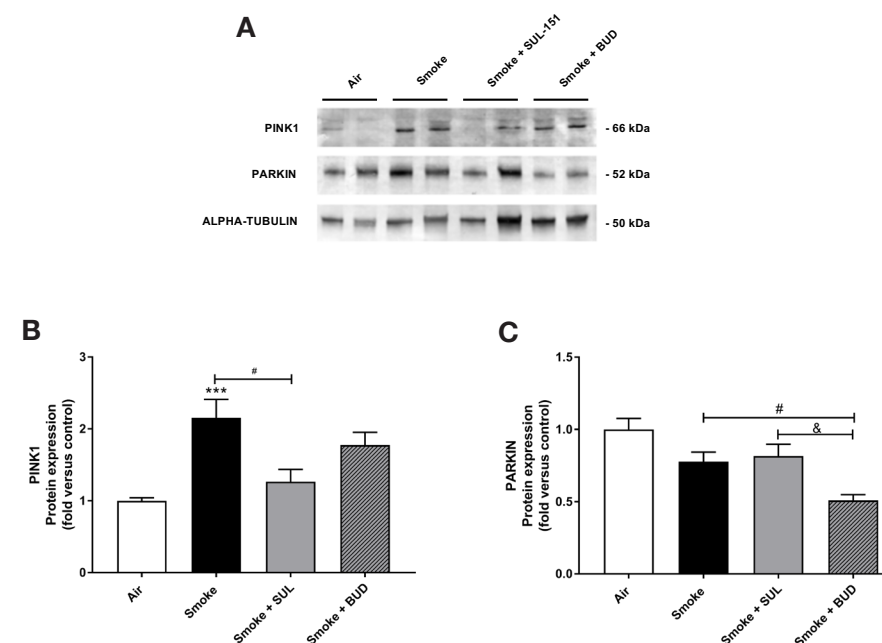 A
Air
Smoke
Smoke + SUL-151
Smoke + BUD
PINK1
- 66 kDa
PARKIN
- 52 kDa
ALPHA-TUBULIN
- 50 kDa
B
PINK1
Protein expression
(fold versus control)
3
2
1
0
***
#
Air
Smoke
Smoke + SUL
Smoke + BUD
C
PARKIN
Protein expression
(fold versus control)
1.5
1.0
0.5
0.0
#
&
Air
Smoke
Smoke + SUL
Smoke + BUD